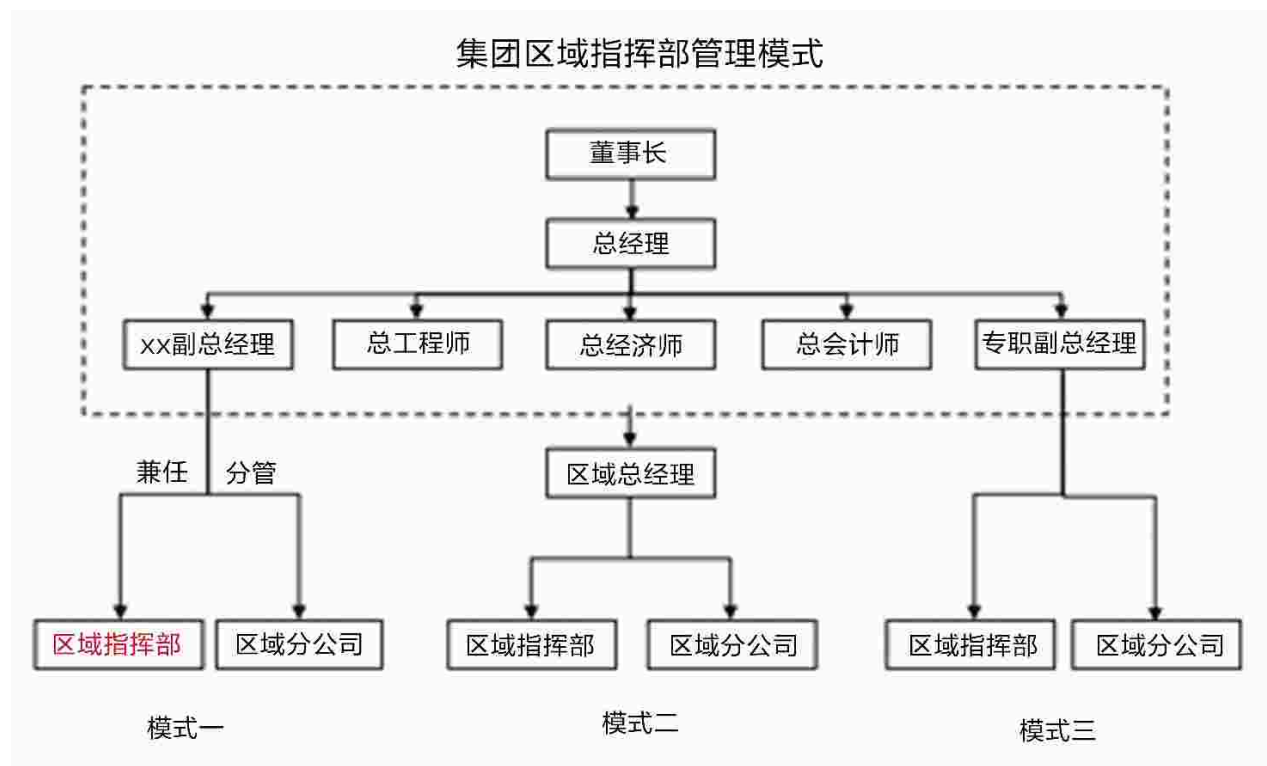 集团区域指挥部管理模式
董事长
总经理
xx副总经理
总工程师
总经济师
总会计师
专职副总经理
兼任
分管
区域总经理
区域指挥部
区域分公司
区域指挥部
区域分公司
区域指挥部
区域分公司
模式一
模式二
模式三